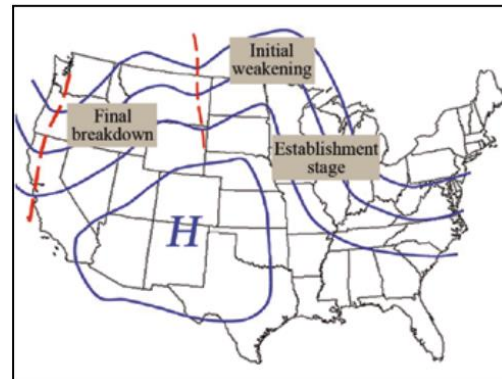 Initial
weakening
Final
breakdown
Establishment
stage
H